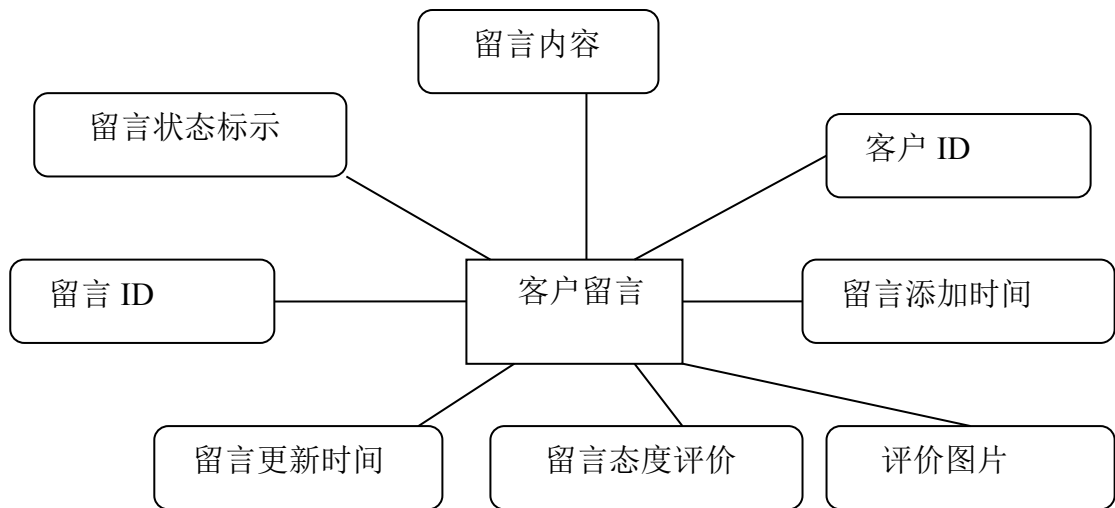 留言内容
留言状态标示
客户 ID
留言 ID
客户留言
留言添加时间
留言更新时间
留言态度评价
评价图片